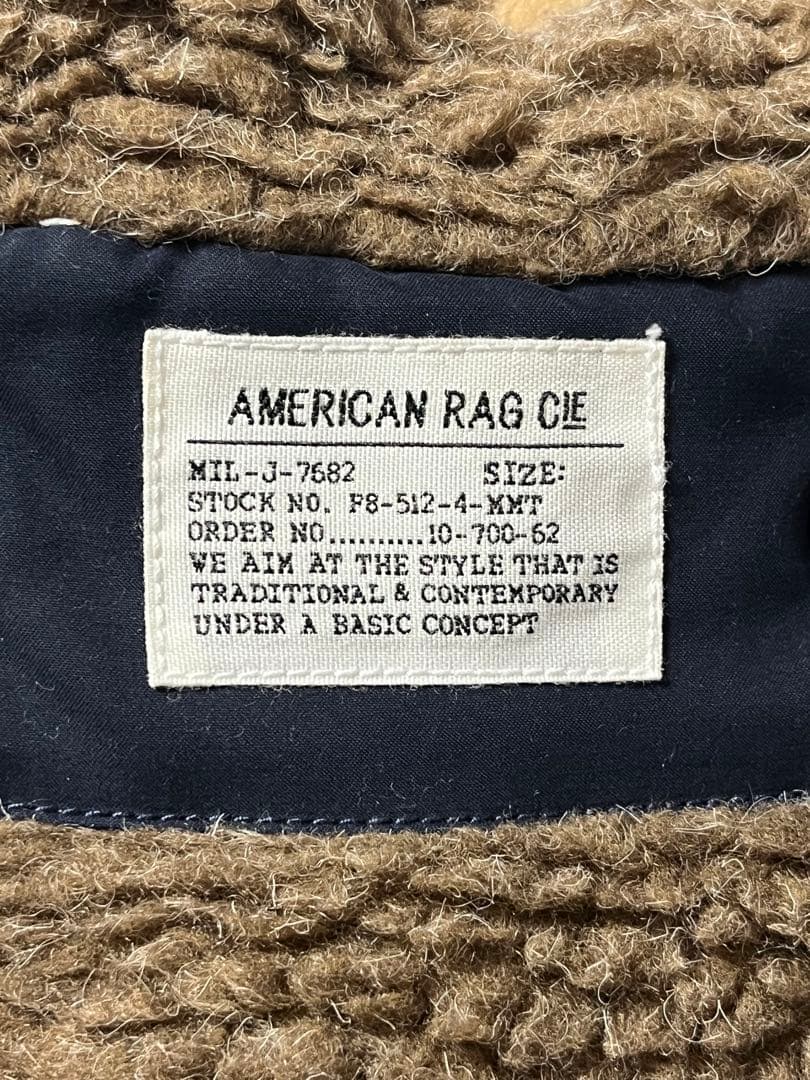 AMERICAN RAG CIE
MIL-J-7682 SIZE:
STOCK NO. F8-512-4-MMT
ORDER NO..........10-700-62
WE AIM AT THE STYLE THAT IS
TRADITIONAL & CONTEMPORARY
UNDER A BASIC CONCEPT